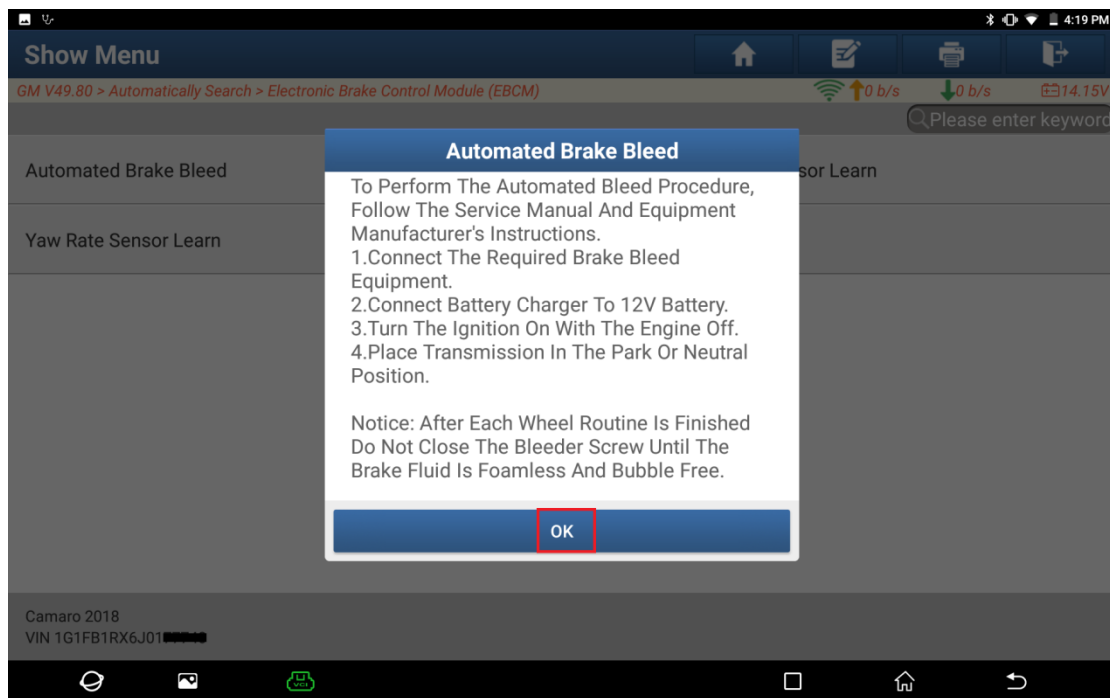 4:19 PM
Show Menu
GM V49.80 > Automatically Search > Electronic Brake Control Module (EBCM)
0 b/s
0 b/s
14.15V
Please enter keyword
Automated Brake Bleed
sor Learn
Yaw Rate Sensor Learn
Automated Brake Bleed
To Perform The Automated Bleed Procedure,
Follow The Service Manual And Equipment
Manufacturer's Instructions.
1.Connect The Required Brake Bleed
Equipment.
2.Connect Battery Charger To 12V Battery.
3.Turn The Ignition On With The Engine Off.
4.Place Transmission In The Park Or Neutral
Position.
Notice: After Each Wheel Routine Is Finished
Do Not Close The Bleeder Screw Until The
Brake Fluid Is Foamless And Bubble Free.
OK
Camaro 2018
VIN 1G1FB1RX6J01
VCI